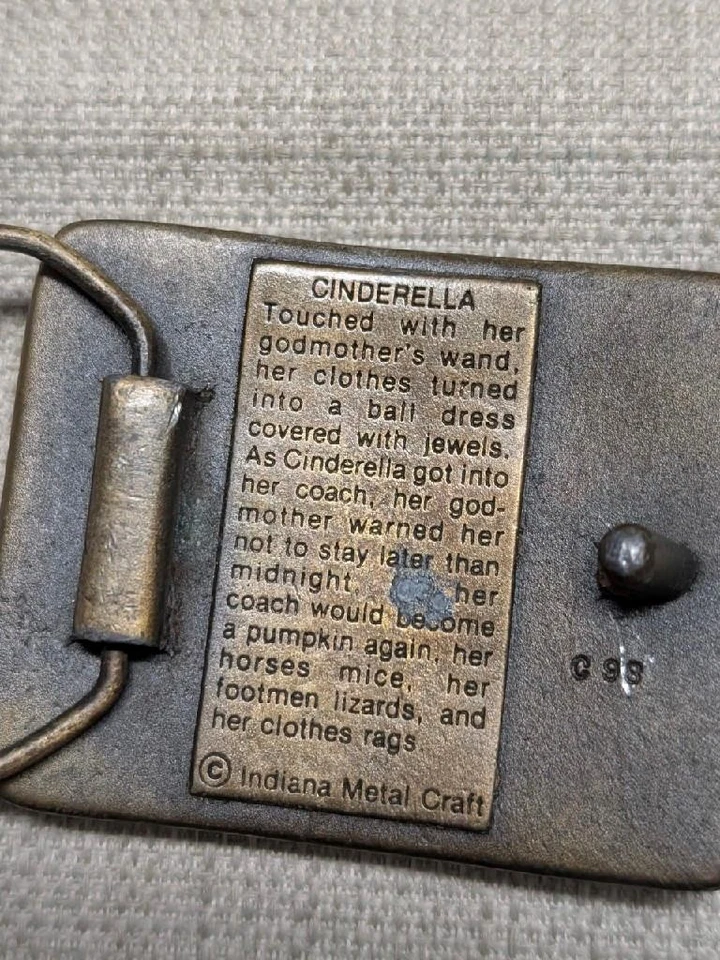 CINDERELLA
Touched with her
godmother's wand,
her clothes turned
into a ball dress
covered with jewels.
As Cinderella got into
her coach, her god-
mother warned her
not to stay later than
midnight, her
coach would become
a pumpkin again, her
horses mice, her
footmen lizards, and
her clothes rags
© Indiana Metal Craft